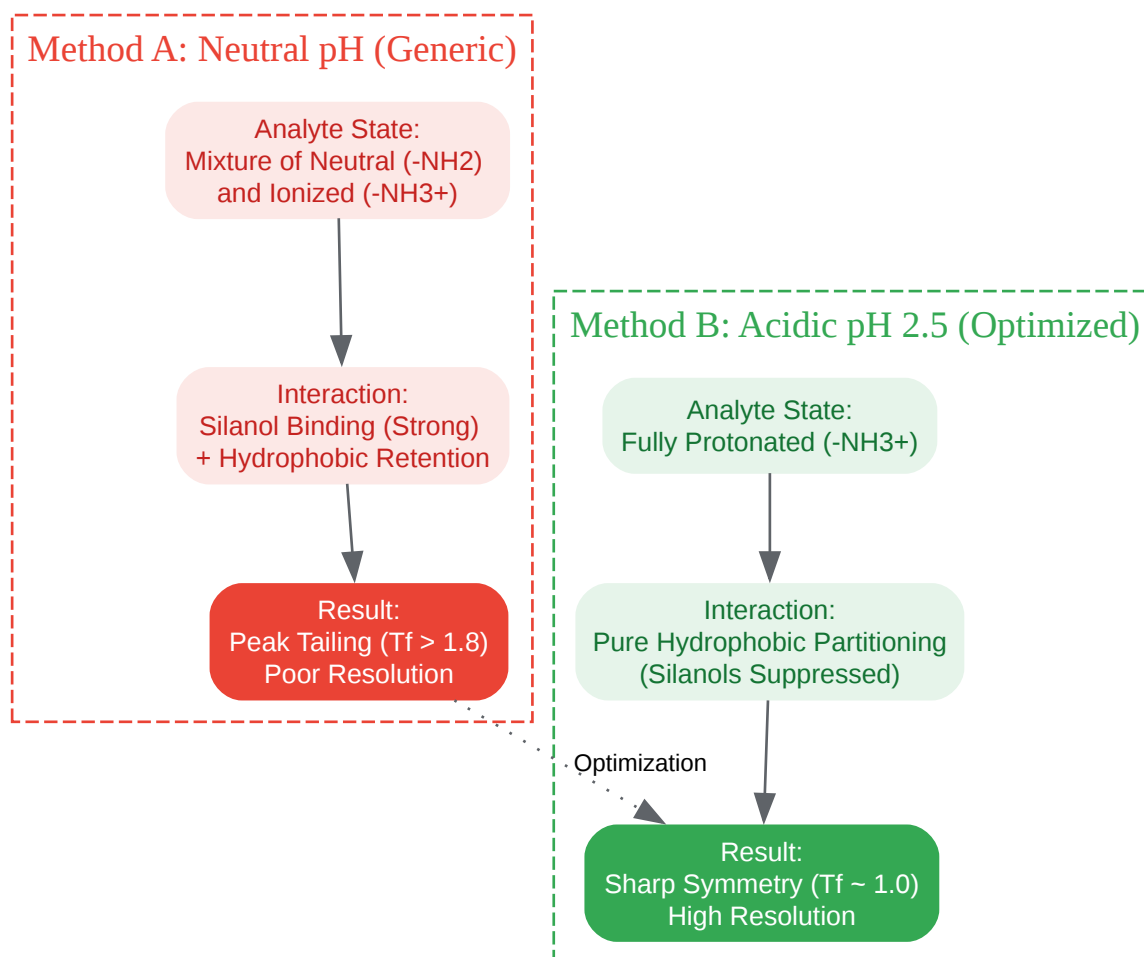 Method A: Neutral pH (Generic)
Analyte State:
Mixture of Neutral (-NH2)
and Ionized (-NH3+)
Interaction:
Silanol Binding (Strong)
+ Hydrophobic Retention
Result:
Peak Tailing (Tf > 1.8)
Poor Resolution
Optimization
Method B: Acidic pH 2.5 (Optimized)
Analyte State:
Fully Protonated (-NH3+)
Interaction:
Pure Hydrophobic Partitioning
(Silanols Suppressed)
Result:
Sharp Symmetry (Tf ~ 1.0)
High Resolution